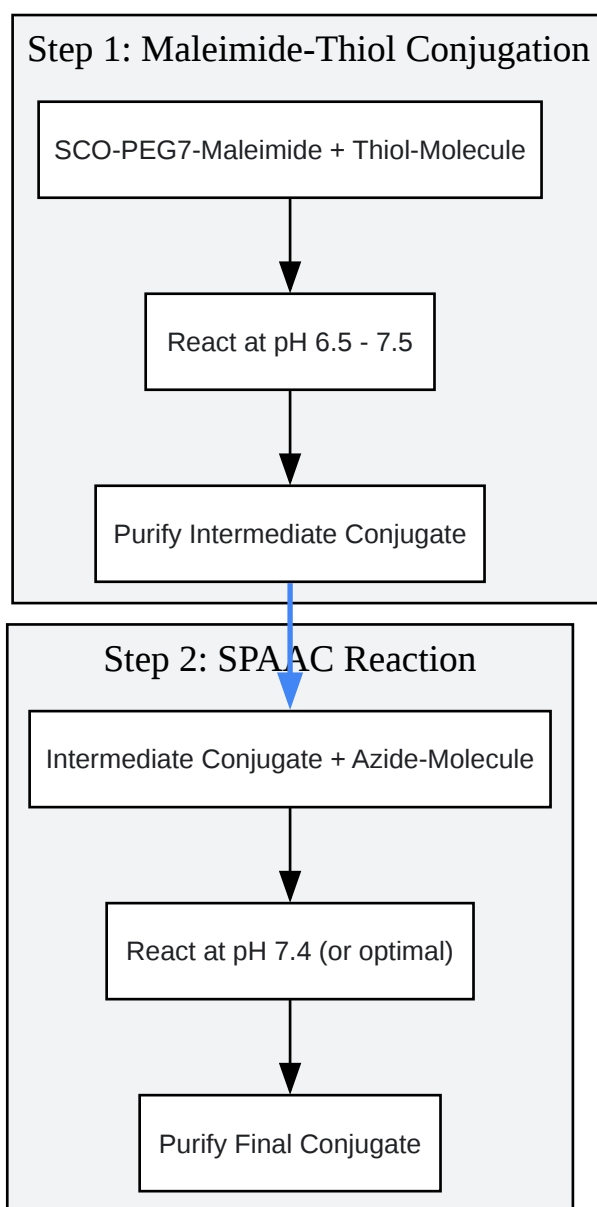 Step 1: Maleimide-Thiol Conjugation
SCO-PEG7-Maleimide + Thiol-Molecule
React at pH 6.5 - 7.5
Purify Intermediate Conjugate
Step 2: SPAAC Reaction
Intermediate Conjugate + Azide-Molecule
React at pH 7.4 (or optimal)
Purify Final Conjugate